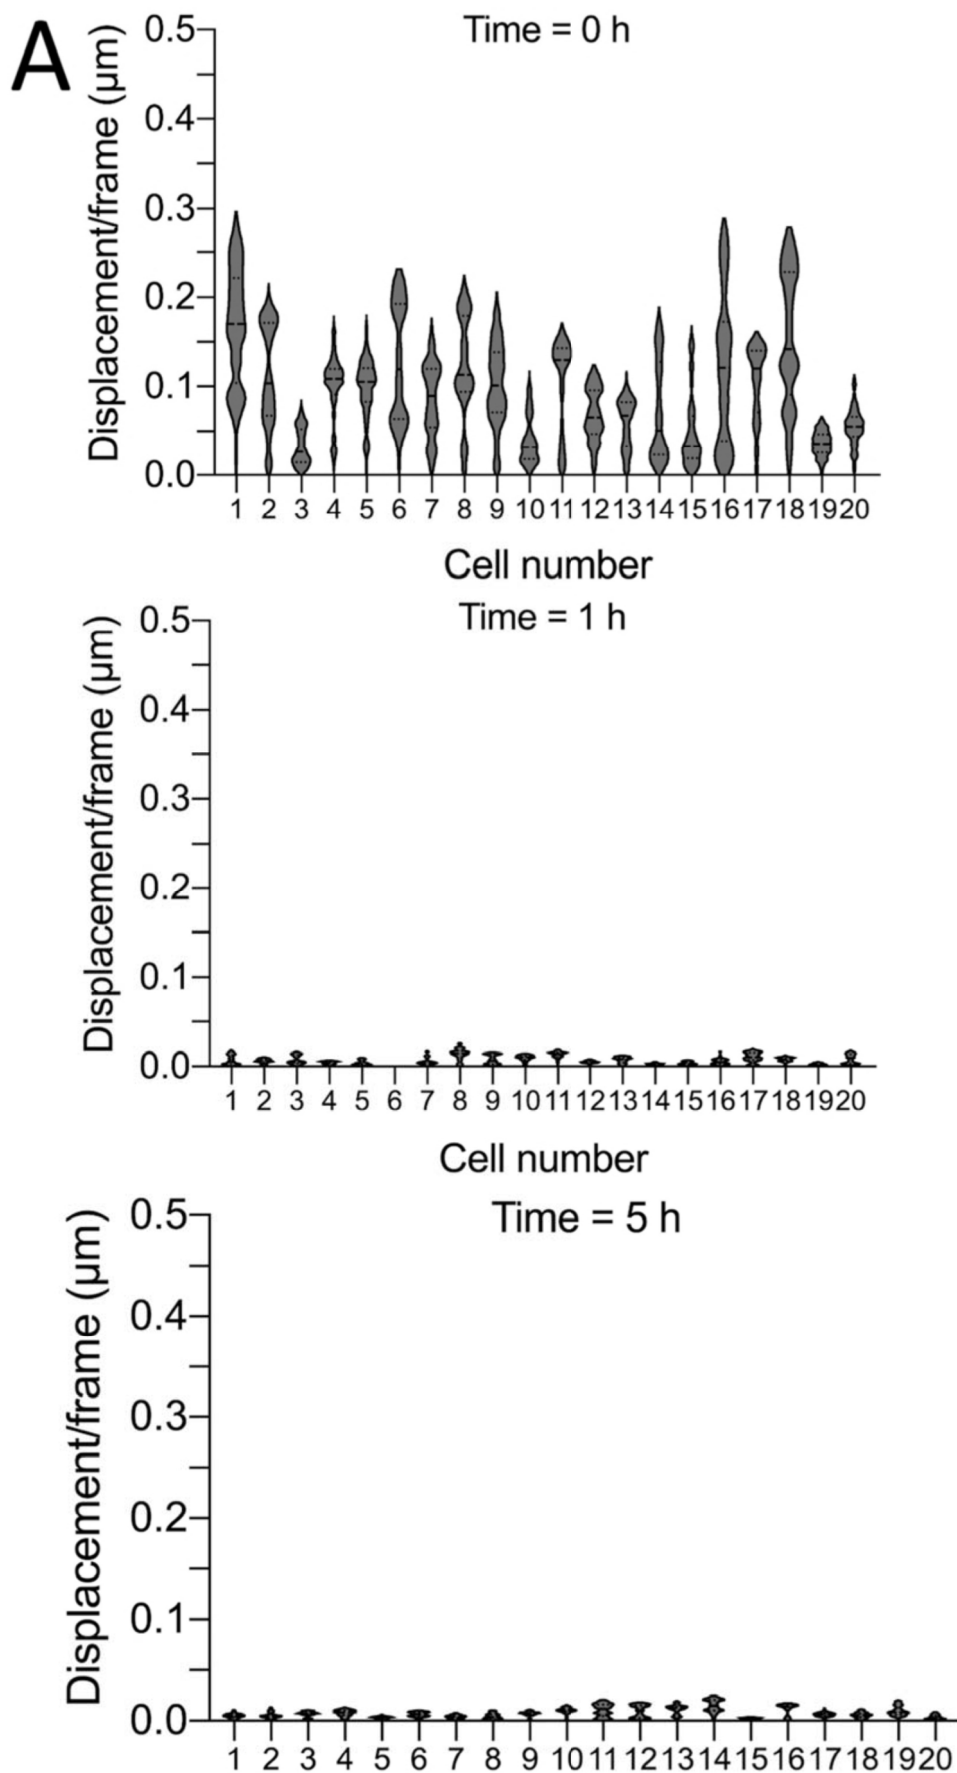 A
Time = 0 h
Displacement/frame (μm)
0.5
0.4
0.3
0.2
0.1
0.0
1 2 3 4 5 6 7 8 9 10 11 12 13 14 15 16 17 18 19 20
Cell number
Time = 1 h
Displacement/frame (μm)
0.5
0.4
0.3
0.2
0.1
0.0
1 2 3 4 5 6 7 8 9 10 11 12 13 14 15 16 17 18 19 20
Cell number
Time = 5 h
Displacement/frame (μm)
0.5
0.4
0.3
0.2
0.1
0.0
1 2 3 4 5 6 7 8 9 10 11 12 13 14 15 16 17 18 19 20